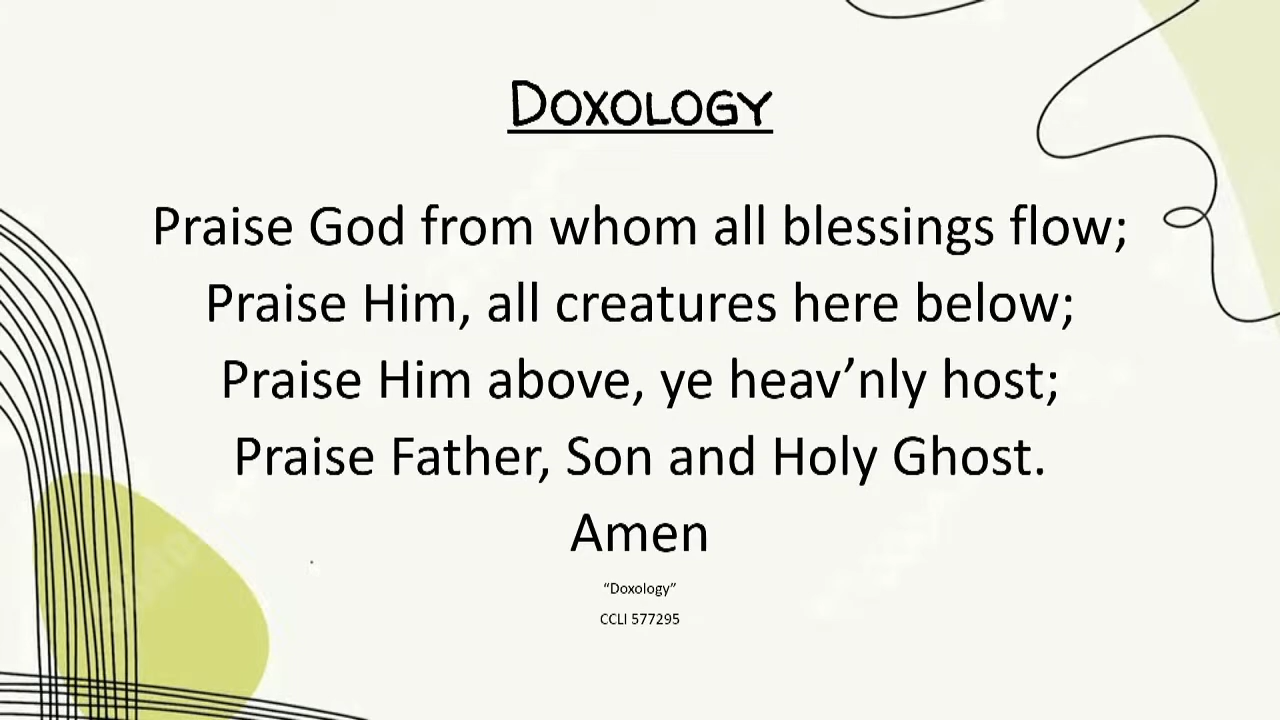 Doxology
Praise God from whom all blessings flow;
Praise Him, all creatures here below;
Praise Him above, ye heav’nly host;
Praise Father, Son and Holy Ghost.
Amen
“Doxology”
CCLI 577295